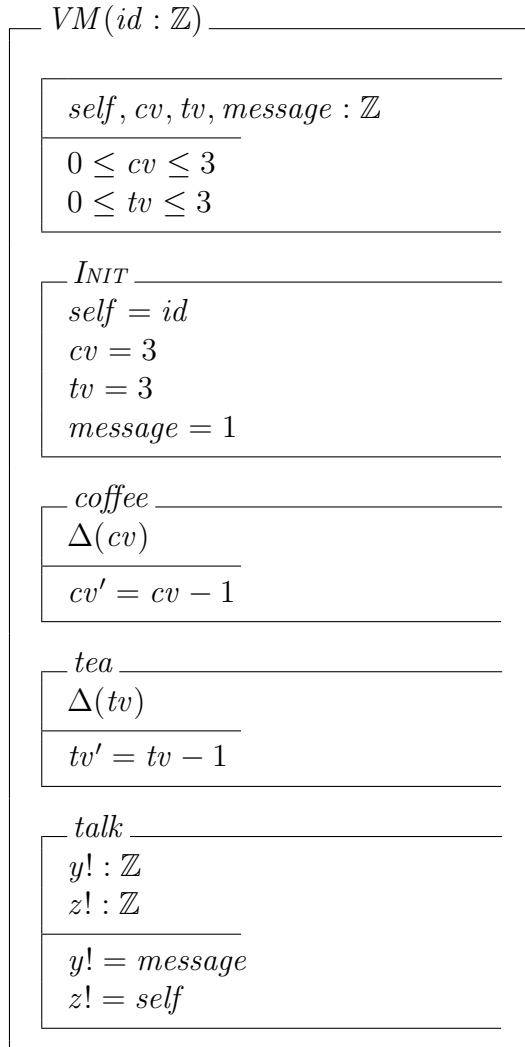 VM(id : ℤ)
self, cv, tv, message : ℤ
0 ≤ cv ≤ 3
0 ≤ tv ≤ 3
INIT
self = id
cv = 3
tv = 3
message = 1
coffee
Δ(cv)
cv′ = cv − 1
tea
Δ(tv)
tv′ = tv − 1
talk
y! : ℤ
z! : ℤ
y! = message
z! = self